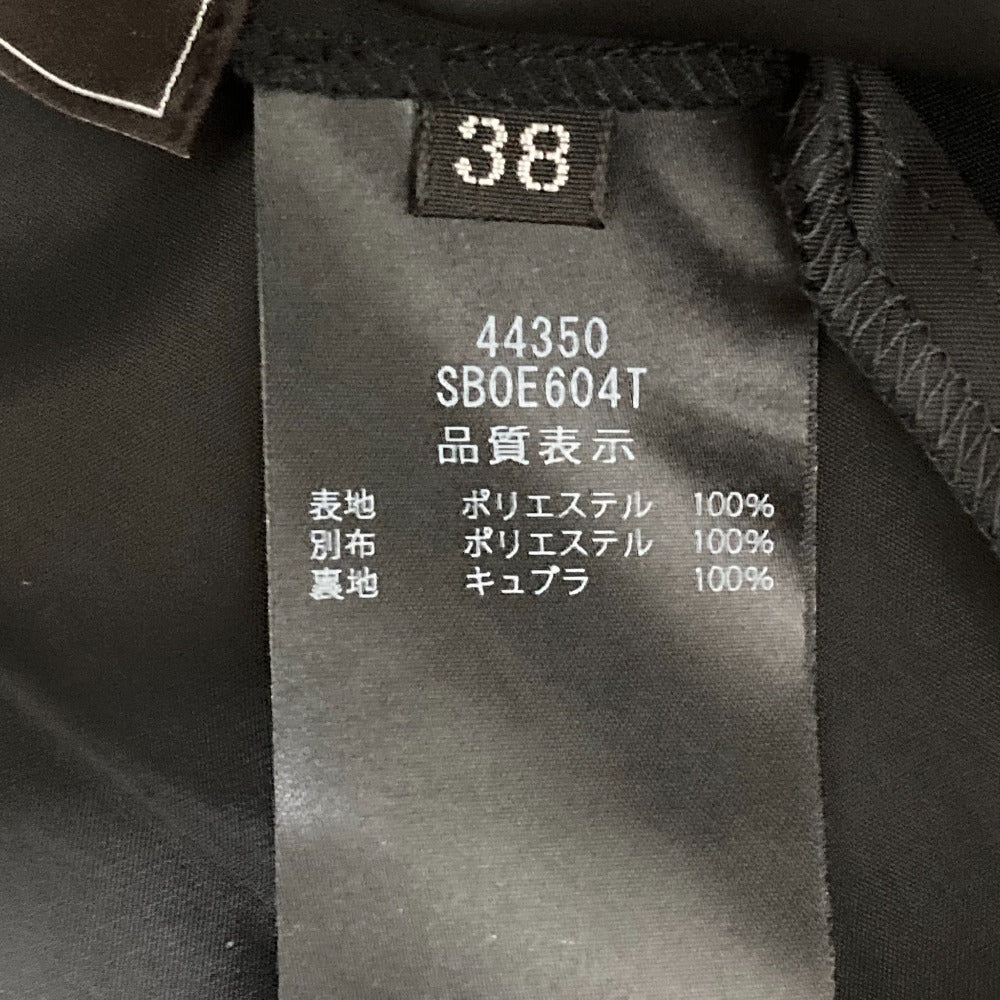 38
44350
SB0E604T
品質表示
表地 ポリエステル 100%
別布 ポリエステル 100%
裏地 キュプラ 100%